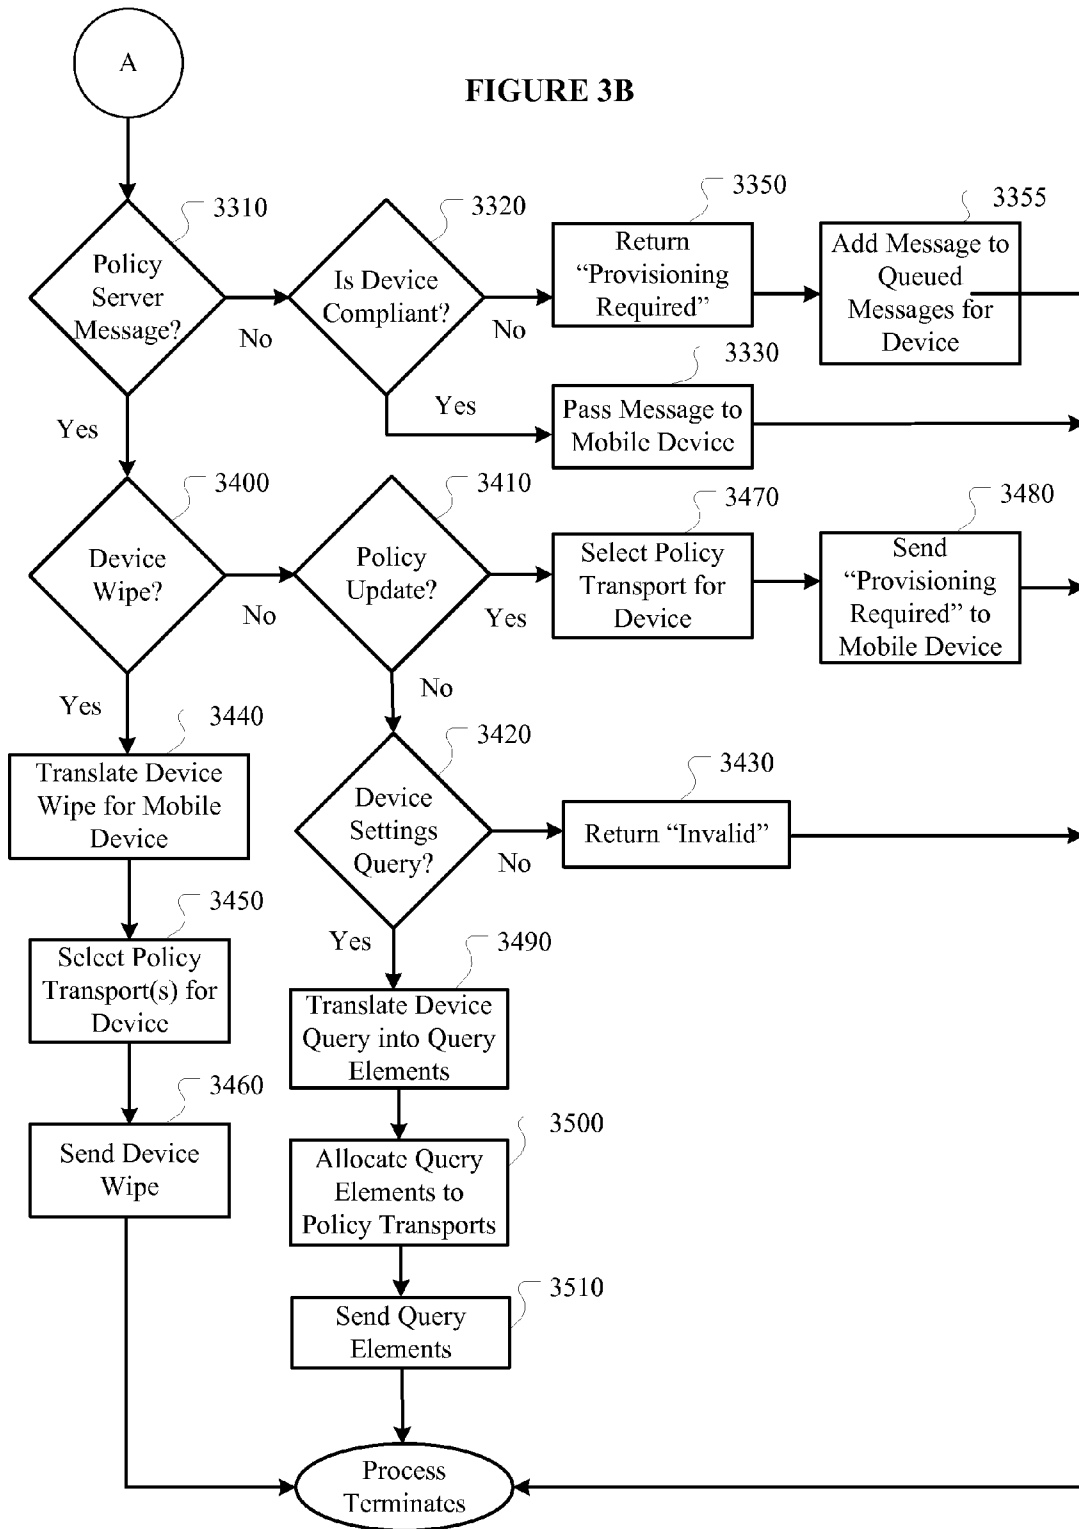 A
FIGURE 3B
3310
Policy
Server
Message?
No
Yes
3320
Is Device
Compliant?
No
Yes
3350
Return
“Provisioning
Required”
3355
Add Message to
Queued
Messages for
Device
3330
Pass Message to
Mobile Device
3400
Device
Wipe?
No
Yes
3410
Policy
Update?
Yes
No
3470
Select Policy
Transport for
Device
3480
Send
“Provisioning
Required” to
Mobile Device
3440
Translate Device
Wipe for Mobile
Device
3420
Device
Settings
Query?
No
Yes
3430
Return “Invalid”
3450
Select Policy
Transport(s) for
Device
3490
Translate Device
Query into Query
Elements
3460
Send Device
Wipe
3500
Allocate Query
Elements to
Policy Transports
3510
Send Query
Elements
Process
Terminates